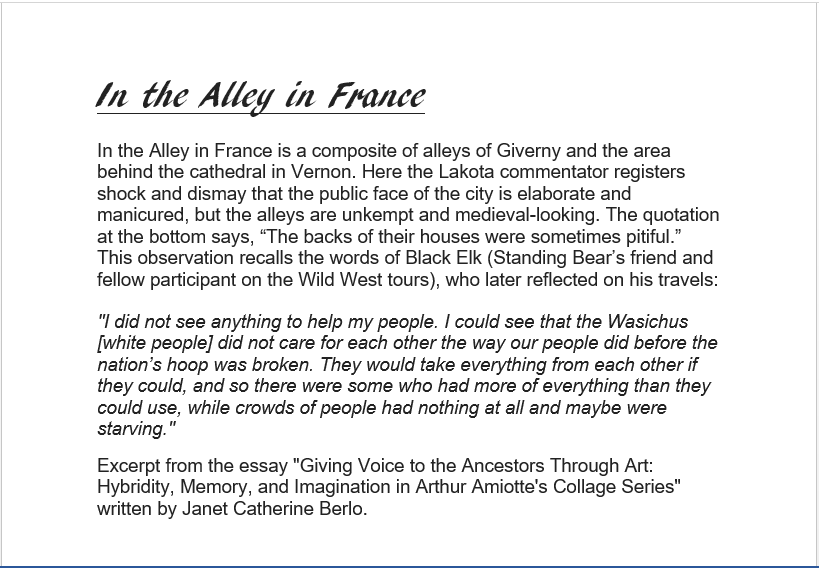 In the Alley in France
In the Alley in France is a composite of alleys of Giverny and the area
behind the cathedral in Vernon. Here the Lakota commentator registers
shock and dismay that the public face of the city is elaborate and
manicured, but the alleys are unkempt and medieval-looking. The quotation
at the bottom says, “The backs of their houses were sometimes pitiful.”
This observation recalls the words of Black Elk (Standing Bear’s friend and
fellow participant on the Wild West tours), who later reflected on his travels:
"I did not see anything to help my people. I could see that the Wasichus
[white people] did not care for each other the way our people did before the
nation’s hoop was broken. They would take everything from each other if
they could, and so there were some who had more of everything than they
could use, while crowds of people had nothing at all and maybe were
starving."
Excerpt from the essay "Giving Voice to the Ancestors Through Art:
Hybridity, Memory, and Imagination in Arthur Amiotte's Collage Series"
written by Janet Catherine Berlo.